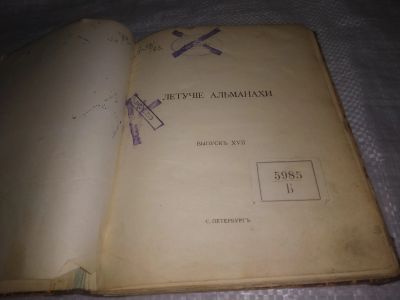 ЛЕТУЧІЕ АЛЬМАНАХИ
ВЫПУСКЪ XVII
5985
Б
С. ПЕТЕРБУРГЪ